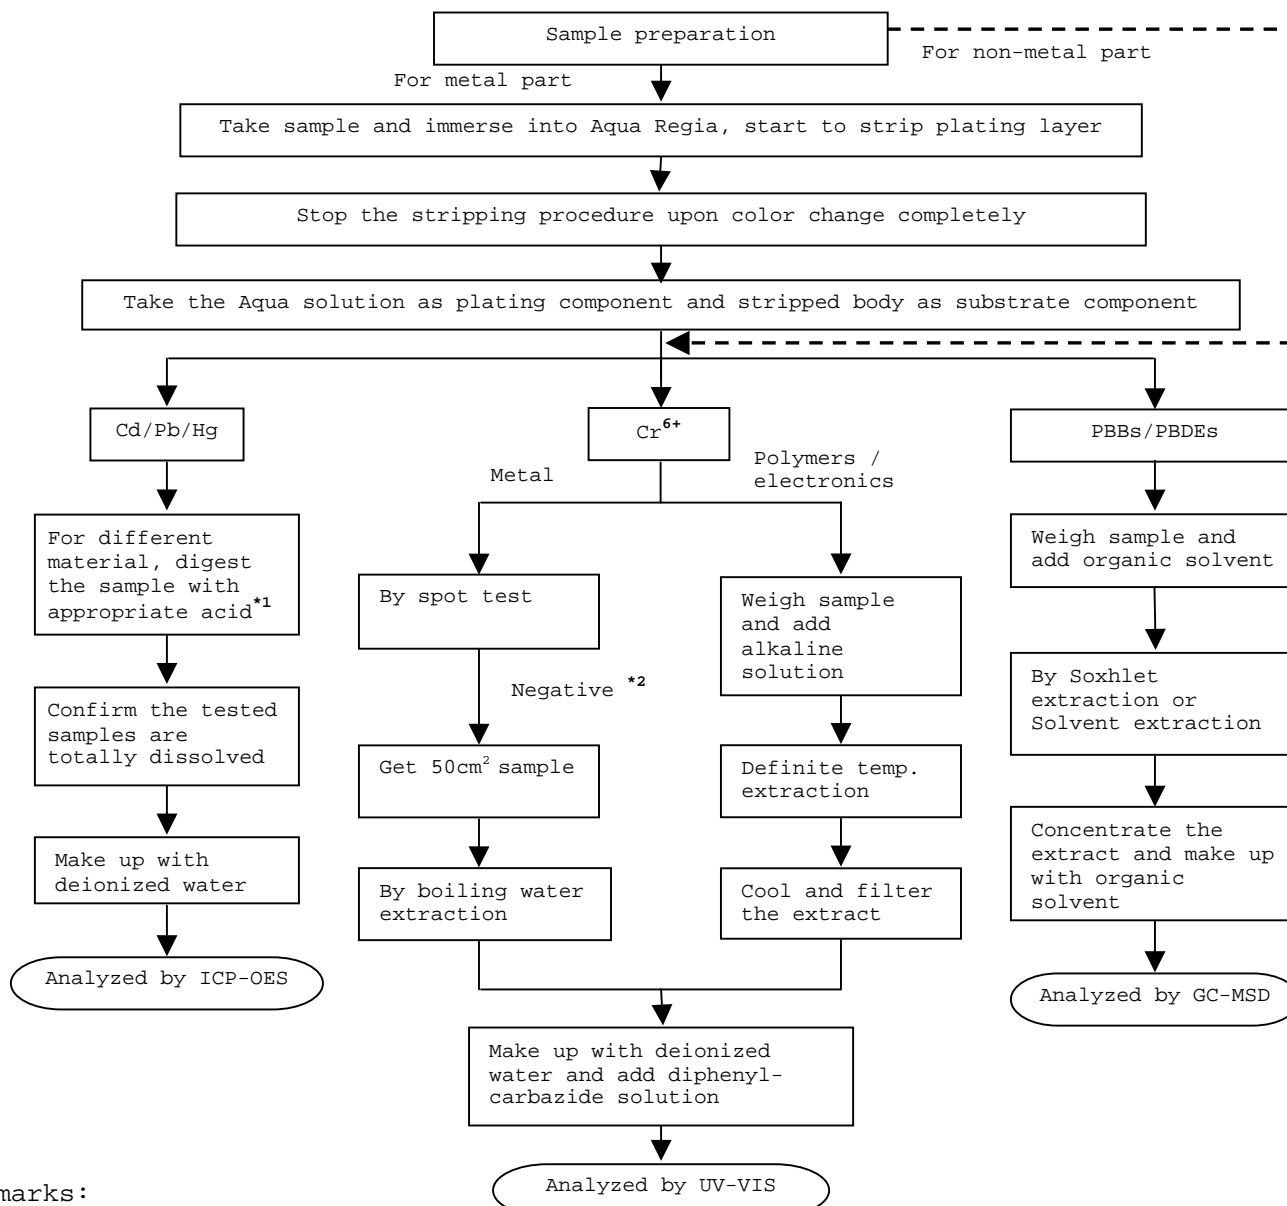 Sample preparation
For non-metal part
For metal part
Take sample and immerse into Aqua Regia, start to strip plating layer
Stop the stripping procedure upon color change completely
Take the Aqua solution as plating component and stripped body as substrate component
Cd/Pb/Hg
Cr⁶⁺
PBBs/PBDEs
Metal
Polymers /
electronics
For different
material, digest
the sample with
appropriate acid*1
By spot test
Weigh sample
and add
alkaline
solution
Weigh sample and
add organic solvent
Negative *2
Confirm the tested
samples are
totally dissolved
Get 50cm² sample
Definite temp.
extraction
By Soxhlet
extraction or
Solvent extraction
Make up with
deionized water
By boiling water
extraction
Cool and filter
the extract
Concentrate the
extract and make up
with organic
solvent
Analyzed by ICP-OES
Analyzed by GC-MSD
Make up with deionized
water and add diphenyl-
carbazide solution
Analyzed by UV-VIS
marks: